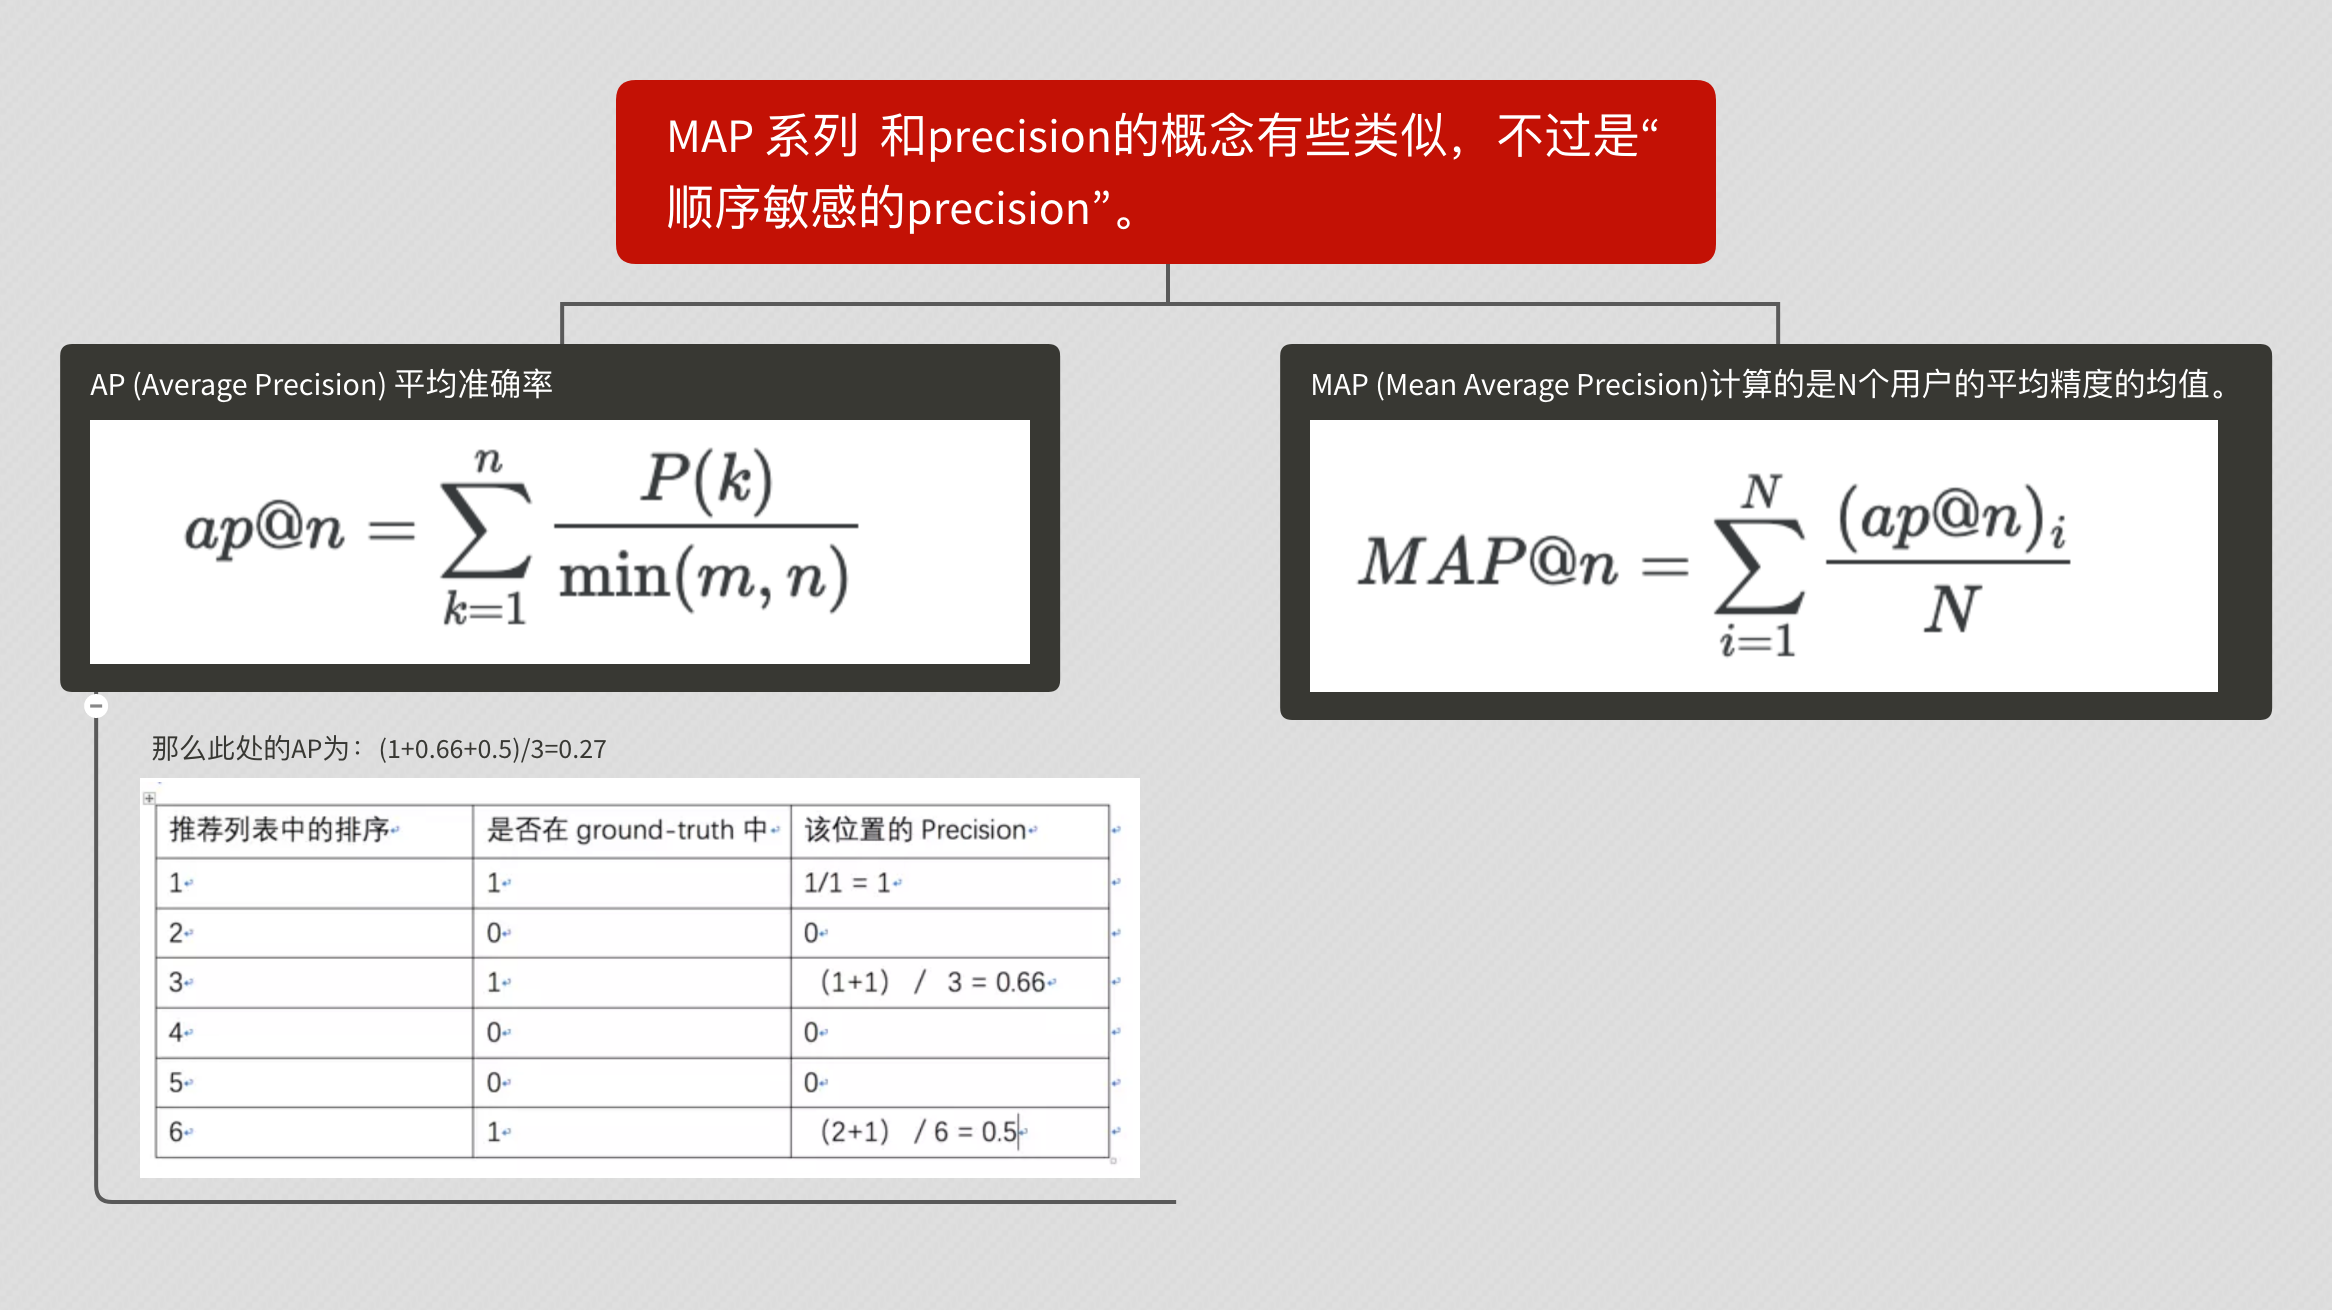 MAP 系列  和precision的概念有些类似，不过是“
顺序敏感的precision”。
AP (Average Precision) 平均准确率
ap@n = \sum_{k=1}^{n} \frac{P(k)}{\min(m, n)}
MAP (Mean Average Precision)计算的是N个用户的平均精度的均值。
MAP@n = \sum_{i=1}^{N} \frac{(ap@n)_i}{N}
那么此处的AP为：(1+0.66+0.5)/3=0.27
推荐列表中的排序 是否在 ground-truth 中 该位置的 Precision
1 1 1/1 = 1
2 0 0
3 1 （1+1） / 3 = 0.66
4 0 0
5 0 0
6 1 （2+1） / 6 = 0.5